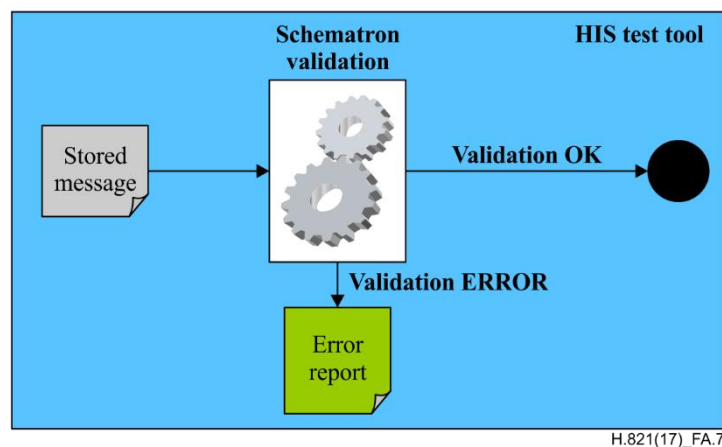 Schematron
validation
HIS test tool
Stored
message
Validation OK
Validation ERROR
Error
report
H.821(17)_FA.7